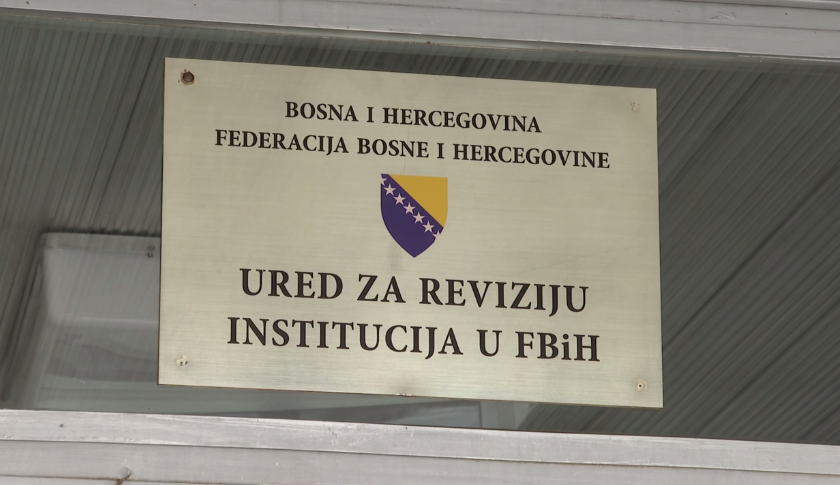 BOSNA I HERCEGOVINA
FEDERACIJA BOSNE I HERCEGOVINE
URED ZA REVIZIJU
INSTITUCIJA U FBiH